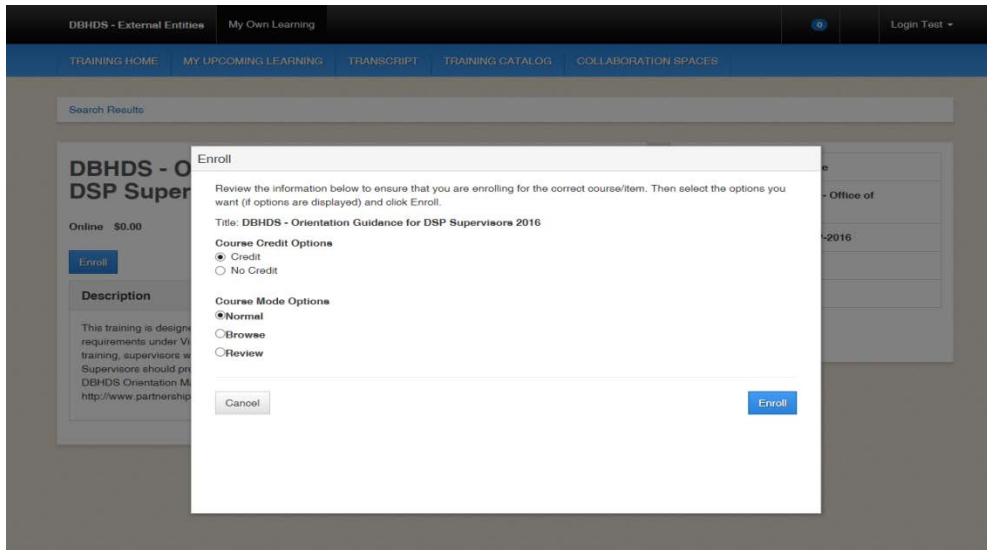 DBHDS - External Entities My Own Learning 0 Login Test
TRAINING HOME MY UPCOMING LEARNING TRANSCRIPT TRAINING CATALOG COLLABORATION SPACES
Search Results
DBHDS - O
DSP Super
Online $0.00
Enroll
Description
This training is designe
requirements under Vi
training, supervisors w
Supervisors should pro
DBHDS Orientation Ma
http://www.partnership
Enroll
Review the information below to ensure that you are enrolling for the correct course/item. Then select the options you
want (if options are displayed) and click Enroll.
Title: DBHDS - Orientation Guidance for DSP Supervisors 2016
Course Credit Options
Credit
No Credit
Course Mode Options
Normal
Browse
Review
Cancel Enroll
e
- Office of
-2016